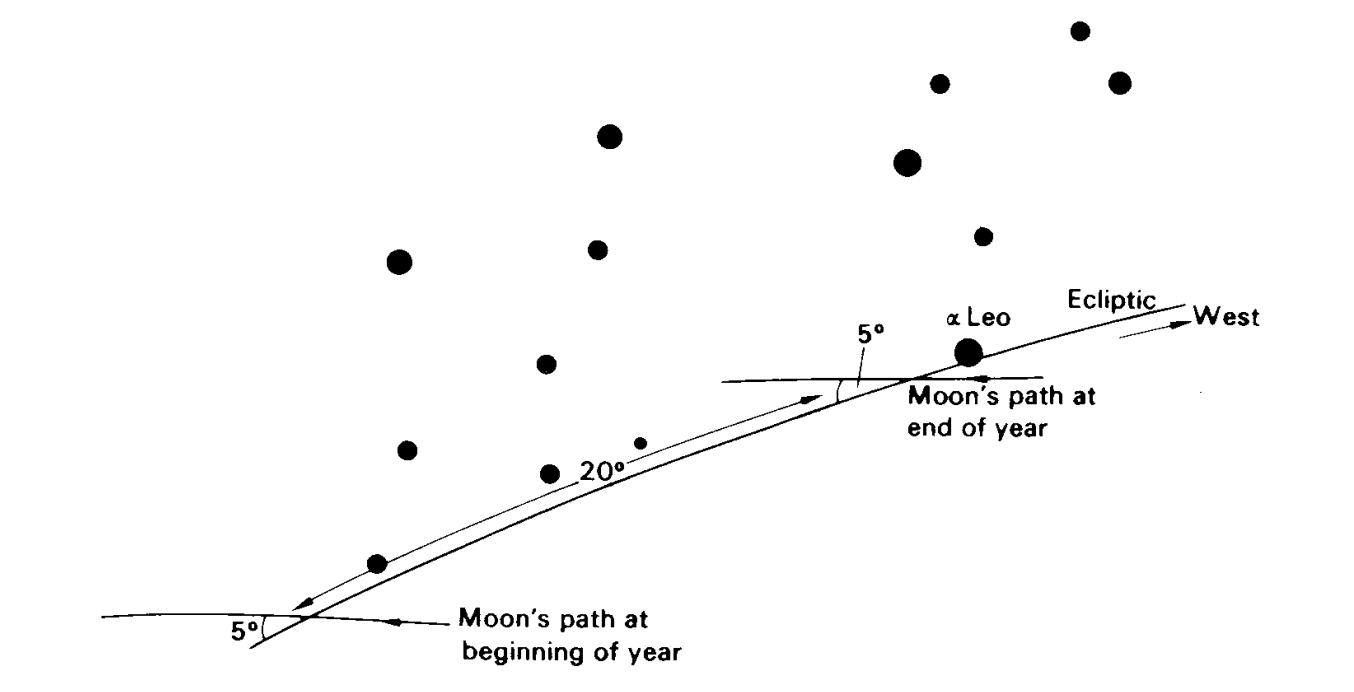 Ecliptic
α Leo
West
5°
Moon's path at
end of year
20°
Moon's path at
beginning of year
5°